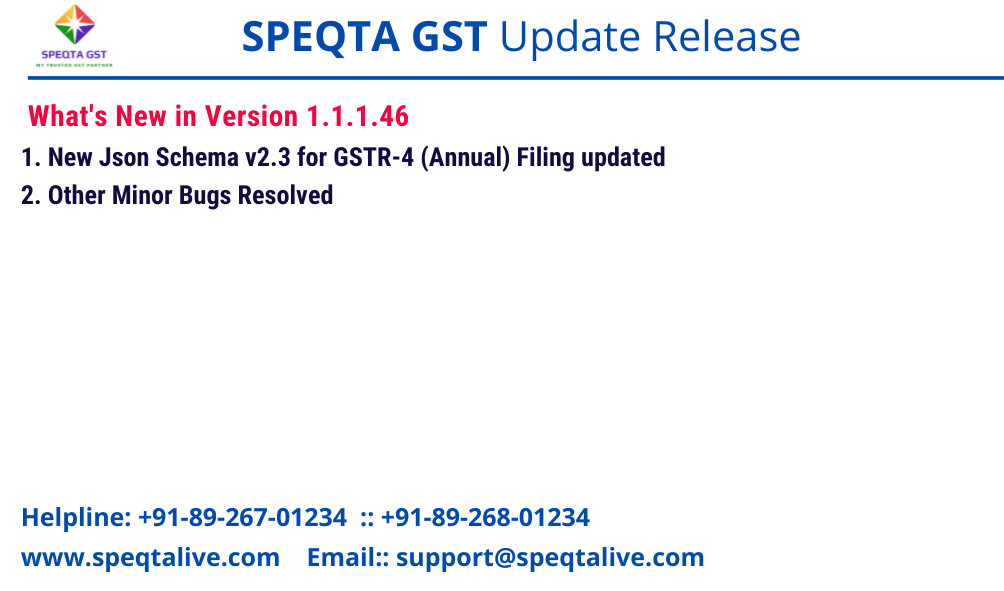 SPEQTA GST
MY TRUSTED GST PARTNER
SPEQTA GST Update Release
What's New in Version 1.1.1.46
1. New Json Schema v2.3 for GSTR-4 (Annual) Filing updated
2. Other Minor Bugs Resolved
Helpline: +91-89-267-01234 :: +91-89-268-01234
www.speqtalive.com Email:: support@speqtalive.com